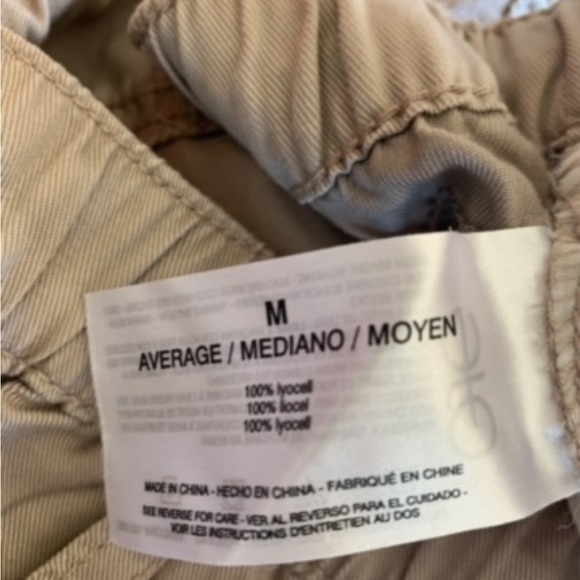 M
AVERAGE / MEDIANO / MOYEN
100% lyocell
100% liocel
100% lyocell
MADE IN CHINA - HECHO EN CHINA - FABRIQUÉ EN CHINE
SEE REVERSE FOR CARE - VER AL REVERSO PARA EL CUIDADO -
VOIR LES INSTRUCTIONS D'ENTRETIEN AU DOS